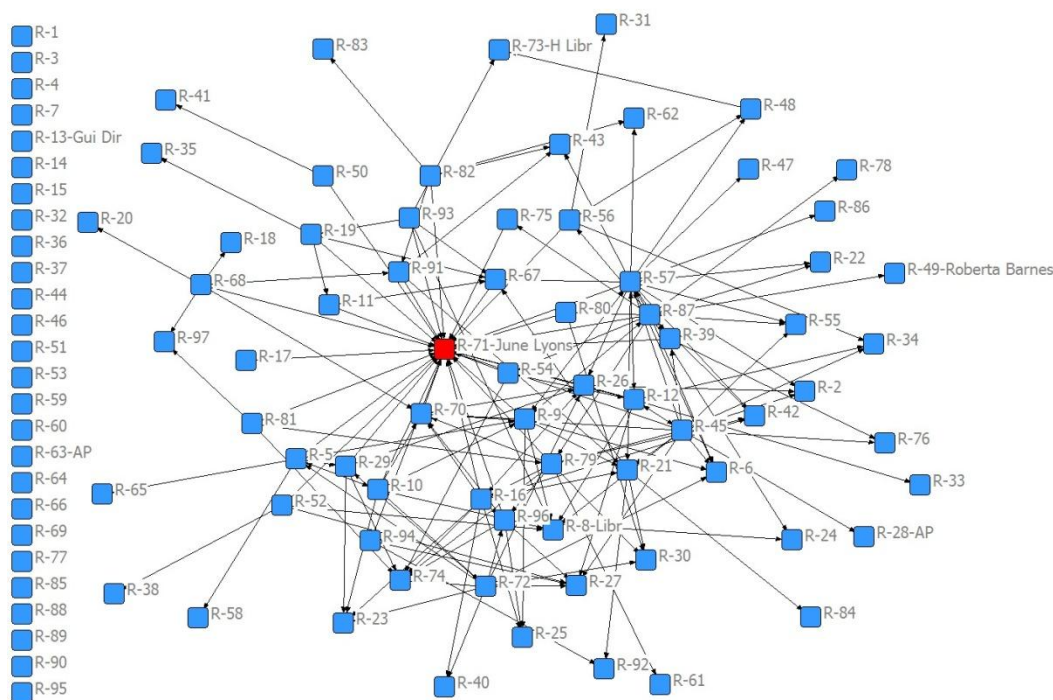 R-1
R-3
R-4
R-7
R-13-Gui Dir
R-14
R-15
R-32
R-36
R-37
R-44
R-46
R-51
R-53
R-59
R-60
R-63-AP
R-64
R-66
R-69
R-77
R-85
R-88
R-89
R-90
R-95
R-31
R-83
R-73-H Libr
R-41
R-48
R-62
R-43
R-35
R-50
R-82
R-47
R-78
R-20
R-93
R-75
R-56
R-86
R-19
R-18
R-91
R-67
R-57
R-22
R-49-Roberta Barnes
R-68
R-11
R-80
R-87
R-55
R-97
R-39
R-34
R-17
R-71-June Lyons
R-54
R-26
R-12
R-2
R-81
R-70
R-9
R-45
R-42
R-76
R-5
R-29
R-79
R-21
R-6
R-65
R-10
R-16
R-33
R-52
R-96
R-8-Libr
R-94
R-24
R-28-AP
R-30
R-38
R-74
R-72
R-27
R-58
R-23
R-25
R-84
R-40
R-92
R-61